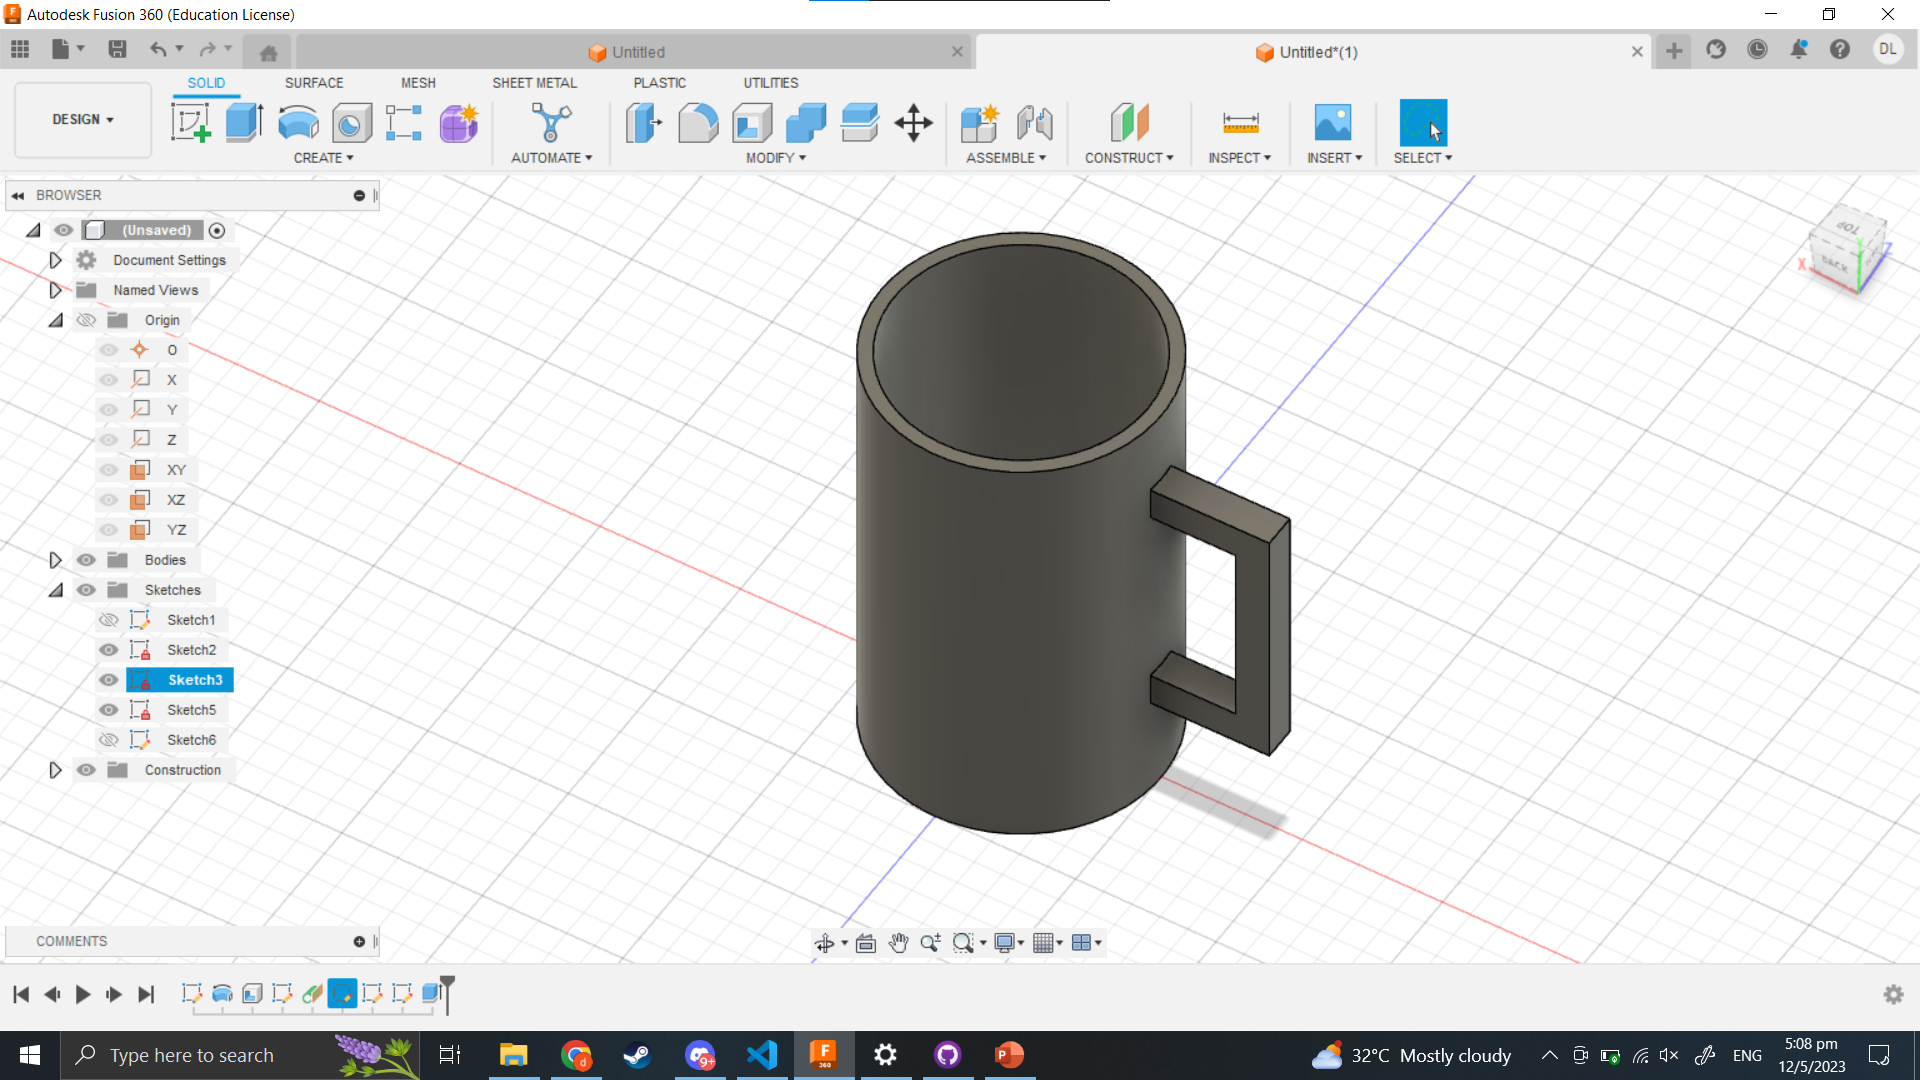 Autodesk Fusion 360 (Education License)
Untitled
Untitled*(1)
DL
DESIGN
SOLID
SURFACE
MESH
SHEET METAL
PLASTIC
UTILITIES
CREATE
AUTOMATE
MODIFY
ASSEMBLE
CONSTRUCT
INSPECT
INSERT
SELECT
BROWSER
(Unsaved)
Document Settings
Named Views
Origin
O
X
Y
Z
XY
XZ
YZ
Bodies
Sketches
Sketch1
Sketch2
Sketch3
Sketch5
Sketch6
Construction
TOP
BACK
X
Y
Z
COMMENTS
Type here to search
9+
F
360
P
32°C Mostly cloudy
ENG
5:08 pm
12/5/2023